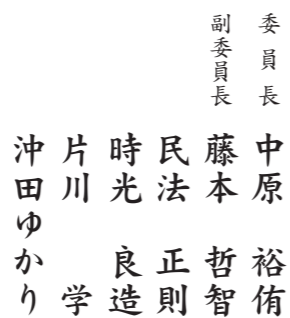 委員長　中原　裕侑
副委員長　藤本　哲智
民法　正則
時光　良造
片川　学
沖田ゆかり